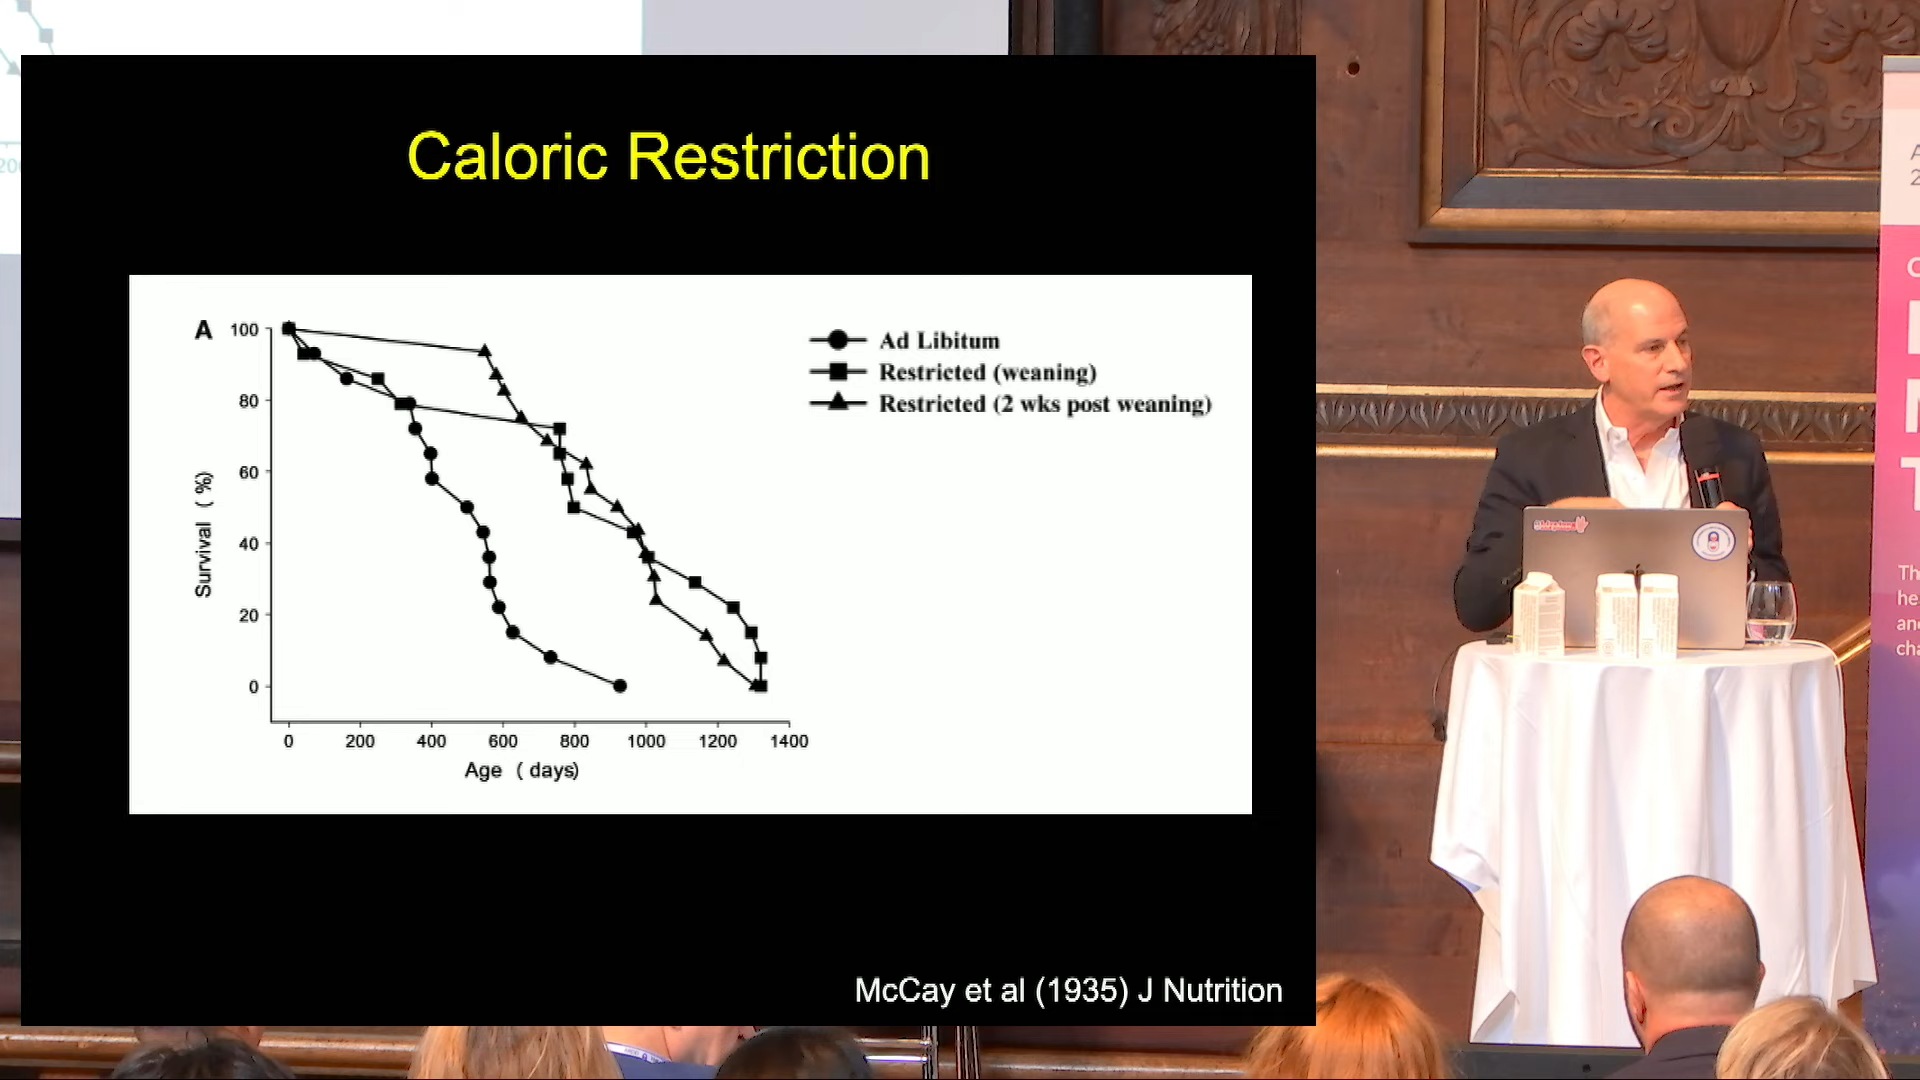 Caloric Restriction
A
100
80
60
40
20
0
Survival (%)
0 200 400 600 800 1000 1200 1400
Age (days)
Ad Libitum
Restricted (weaning)
Restricted (2 wks post weaning)
McCay et al (1935) J Nutrition